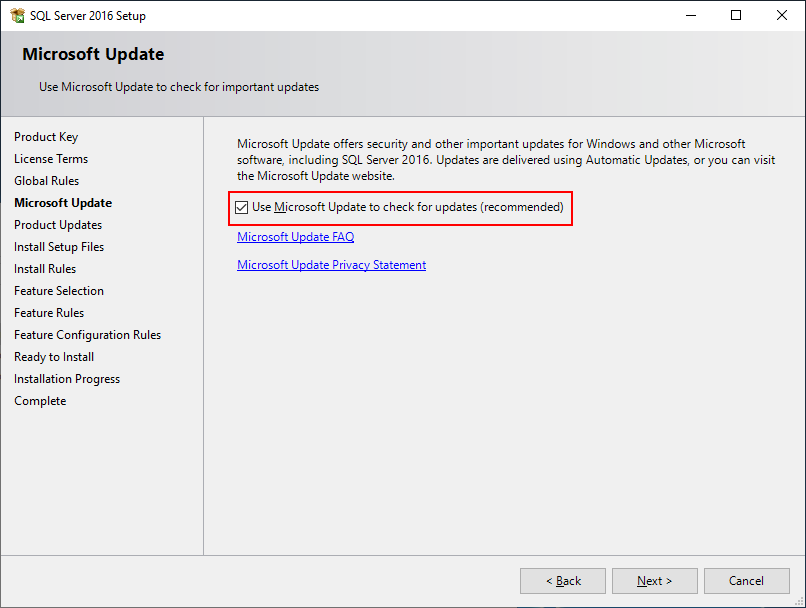 SQL Server 2016 Setup
Microsoft Update
Use Microsoft Update to check for important updates
Product Key
License Terms
Global Rules
Microsoft Update
Product Updates
Install Setup Files
Install Rules
Feature Selection
Feature Rules
Feature Configuration Rules
Ready to Install
Installation Progress
Complete
Microsoft Update offers security and other important updates for Windows and other Microsoft
software, including SQL Server 2016. Updates are delivered using Automatic Updates, or you can visit
the Microsoft Update website.
Use Microsoft Update to check for updates (recommended)
Microsoft Update FAQ
Microsoft Update Privacy Statement
< Back
Next >
Cancel